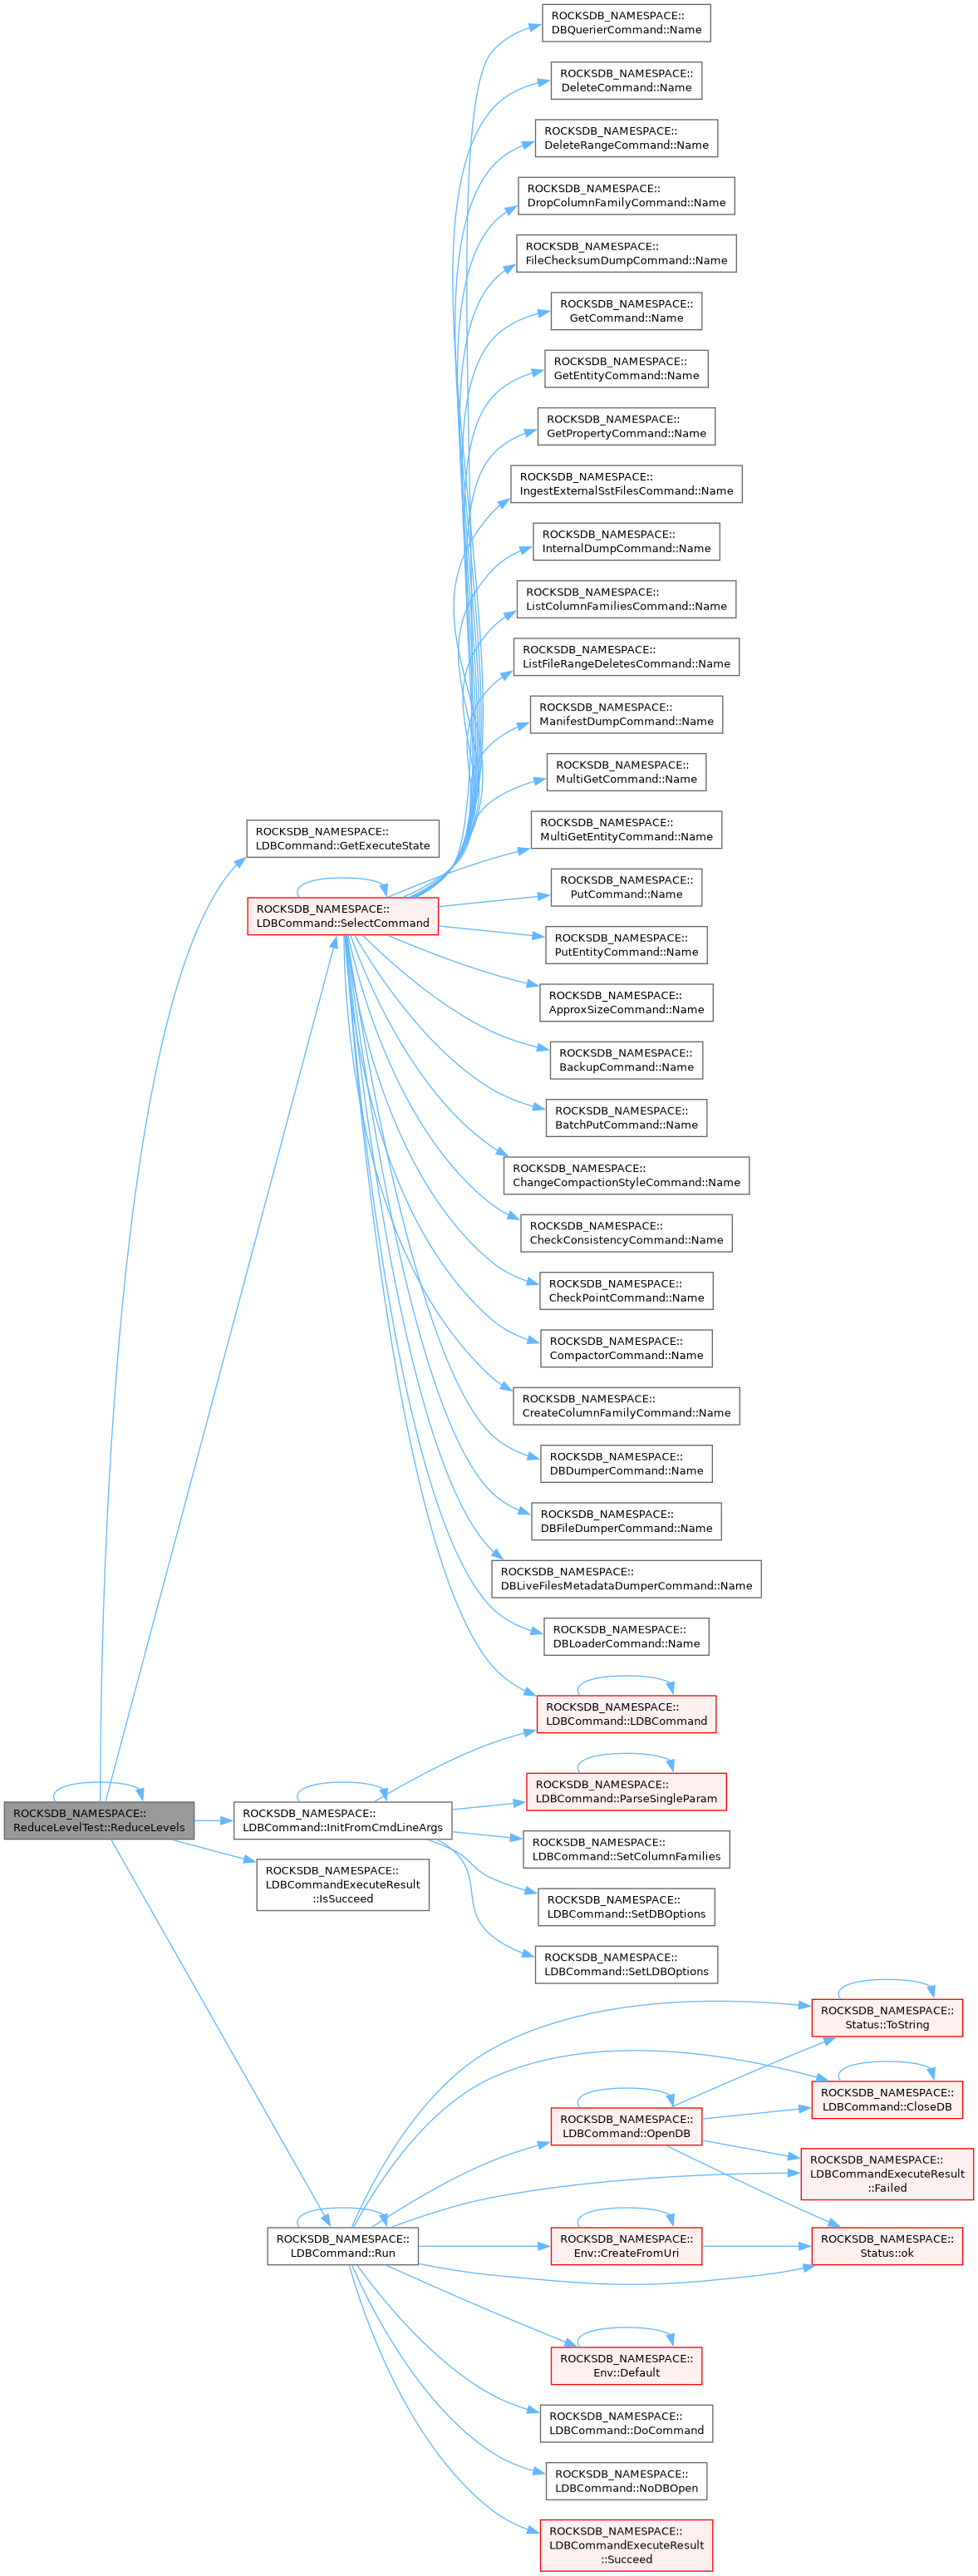 ROCKSDB_NAMESPACE::
DBQuerierCommand::Name
ROCKSDB_NAMESPACE::
DeleteCommand::Name
ROCKSDB_NAMESPACE::
DeleteRangeCommand::Name
ROCKSDB_NAMESPACE::
DropColumnFamilyCommand::Name
ROCKSDB_NAMESPACE::
FileChecksumDumpCommand::Name
ROCKSDB_NAMESPACE::
GetCommand::Name
ROCKSDB_NAMESPACE::
GetEntityCommand::Name
ROCKSDB_NAMESPACE::
GetPropertyCommand::Name
ROCKSDB_NAMESPACE::
IngestExternalSstFilesCommand::Name
ROCKSDB_NAMESPACE::
InternalDumpCommand::Name
ROCKSDB_NAMESPACE::
ListColumnFamiliesCommand::Name
ROCKSDB_NAMESPACE::
ListFileRangeDeletesCommand::Name
ROCKSDB_NAMESPACE::
ManifestDumpCommand::Name
ROCKSDB_NAMESPACE::
MultiGetCommand::Name
ROCKSDB_NAMESPACE::
MultiGetEntityCommand::Name
ROCKSDB_NAMESPACE::
LDBCommand::GetExecuteState
ROCKSDB_NAMESPACE::
PutCommand::Name
ROCKSDB_NAMESPACE::
LDBCommand::SelectCommand
ROCKSDB_NAMESPACE::
PutEntityCommand::Name
ROCKSDB_NAMESPACE::
ApproxSizeCommand::Name
ROCKSDB_NAMESPACE::
BackupCommand::Name
ROCKSDB_NAMESPACE::
BatchPutCommand::Name
ROCKSDB_NAMESPACE::
ChangeCompactionStyleCommand::Name
ROCKSDB_NAMESPACE::
CheckConsistencyCommand::Name
ROCKSDB_NAMESPACE::
CheckPointCommand::Name
ROCKSDB_NAMESPACE::
CompactorCommand::Name
ROCKSDB_NAMESPACE::
CreateColumnFamilyCommand::Name
ROCKSDB_NAMESPACE::
DBDumperCommand::Name
ROCKSDB_NAMESPACE::
DBFileDumperCommand::Name
ROCKSDB_NAMESPACE::
DBLiveFilesMetadataDumperCommand::Name
ROCKSDB_NAMESPACE::
DBLoaderCommand::Name
ROCKSDB_NAMESPACE::
LDBCommand::LDBCommand
ROCKSDB_NAMESPACE::
LDBCommand::ParseSingleParam
ROCKSDB_NAMESPACE::
ReduceLevelTest::ReduceLevels
ROCKSDB_NAMESPACE::
LDBCommand::InitFromCmdLineArgs
ROCKSDB_NAMESPACE::
LDBCommand::SetColumnFamilies
ROCKSDB_NAMESPACE::
LDBCommandExecuteResult
::IsSucceed
ROCKSDB_NAMESPACE::
LDBCommand::SetDBOptions
ROCKSDB_NAMESPACE::
LDBCommand::SetLDBOptions
ROCKSDB_NAMESPACE::
Status::ToString
ROCKSDB_NAMESPACE::
LDBCommand::CloseDB
ROCKSDB_NAMESPACE::
LDBCommand::OpenDB
ROCKSDB_NAMESPACE::
LDBCommandExecuteResult
::Failed
ROCKSDB_NAMESPACE::
LDBCommand::Run
ROCKSDB_NAMESPACE::
Env::CreateFromUri
ROCKSDB_NAMESPACE::
Status::ok
ROCKSDB_NAMESPACE::
Env::Default
ROCKSDB_NAMESPACE::
LDBCommand::DoCommand
ROCKSDB_NAMESPACE::
LDBCommand::NoDBOpen
ROCKSDB_NAMESPACE::
LDBCommandExecuteResult
::Succeed